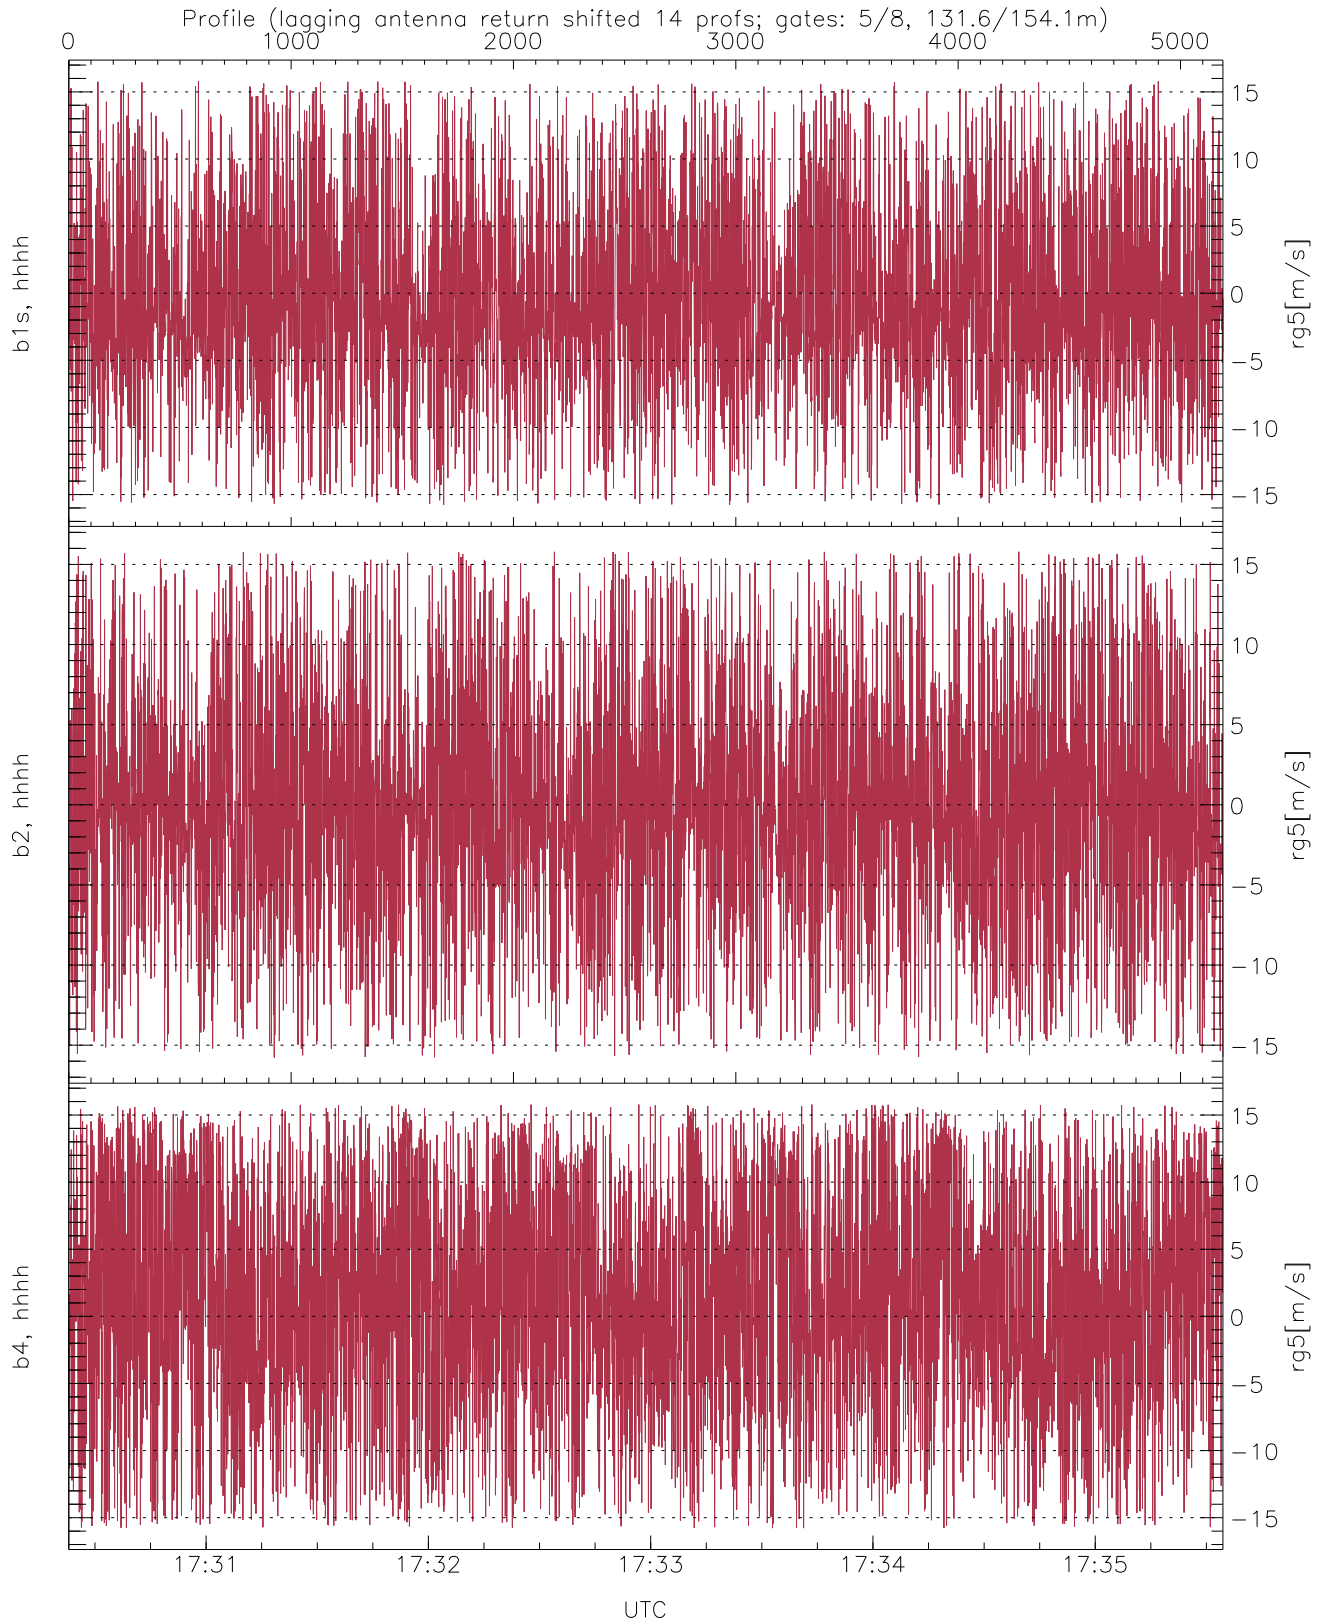 Profile (lagging antenna return shifted 14 profs; gates: 5/8, 131.6/154.1m)
0 1000 2000 3000 4000 5000
b1s, hhhh
15
10
5
0
−5
−10
−15
rg5[m/s]
b2, hhhh
15
10
5
0
−5
−10
−15
rg5[m/s]
b4, hhhh
15
10
5
0
−5
−10
−15
rg5[m/s]
17:31 17:32 17:33 17:34 17:35
UTC